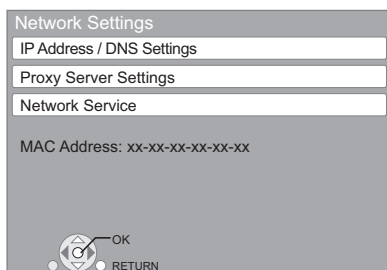 Network Settings
IP Address / DNS Settings
Proxy Server Settings
Network Service
MAC Address: xx-xx-xx-xx-xx-xx
OK
RETURN